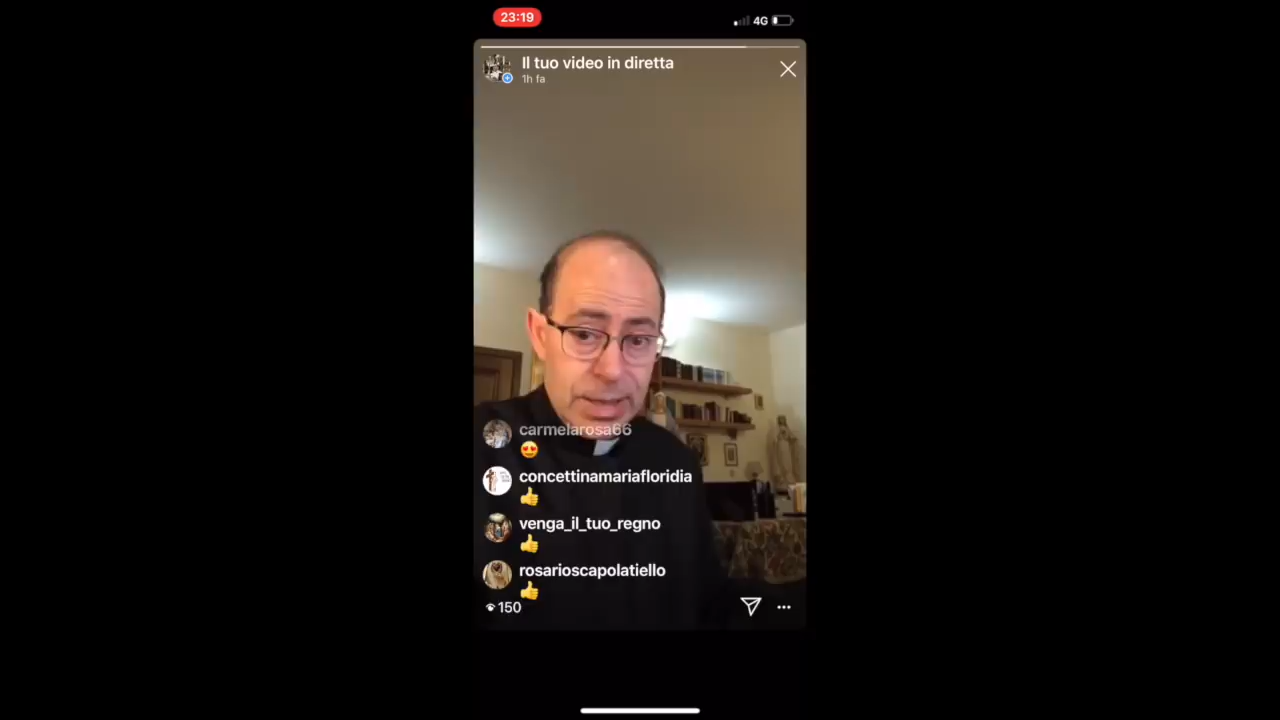 23:19
4G
Il tuo video in diretta
1h fa
carmelarosa66
😍
concettinamariafloridia
👍
venga_il_tuo_regno
👍
rosarioscapolatiello
👍
150